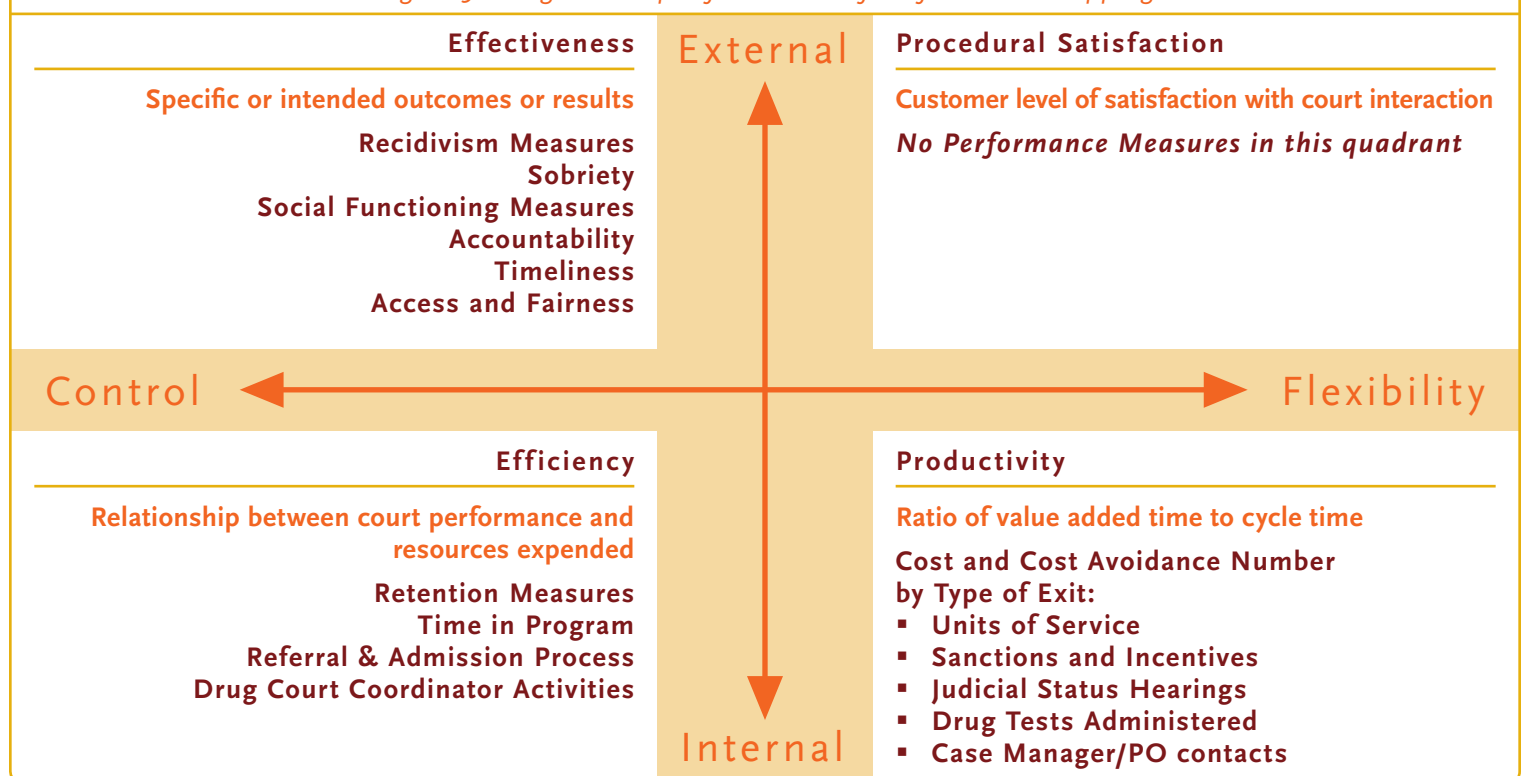 Effectiveness
Specific or intended outcomes or results
Recidivism Measures
Sobriety
Social Functioning Measures
Accountability
Timeliness
Access and Fairness
External
Procedural Satisfaction
Customer level of satisfaction with court interaction
No Performance Measures in this quadrant
Control
Flexibility
Efficiency
Relationship between court performance and
resources expended
Retention Measures
Time in Program
Referral & Admission Process
Drug Court Coordinator Activities
Internal
Productivity
Ratio of value added time to cycle time
Cost and Cost Avoidance Number
by Type of Exit:
▪ Units of Service
▪ Sanctions and Incentives
▪ Judicial Status Hearings
▪ Drug Tests Administered
▪ Case Manager/PO contacts